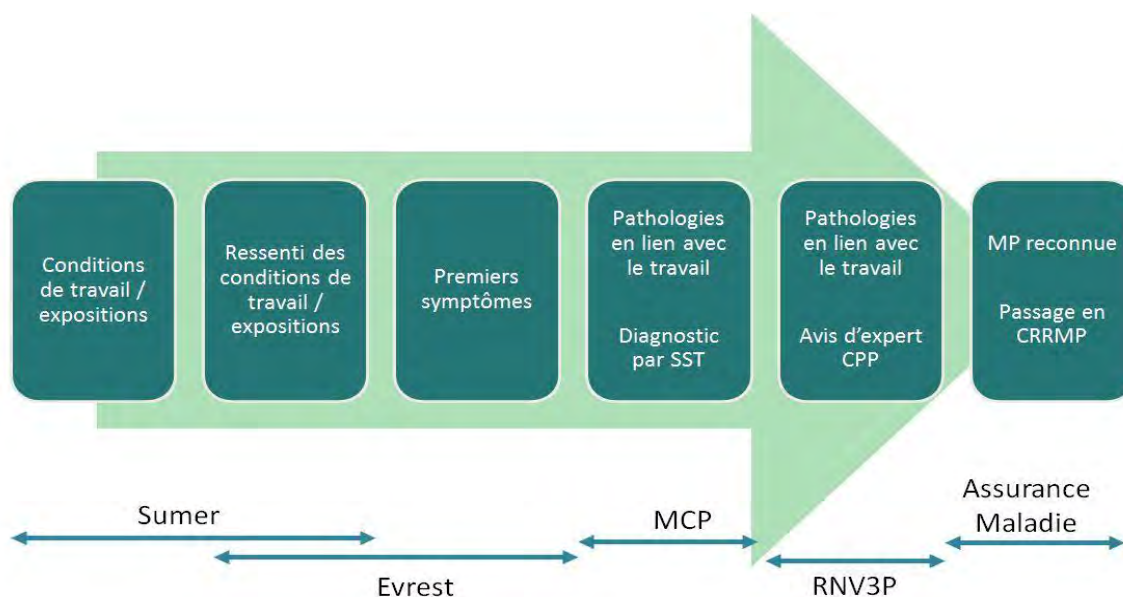 Conditions
de travail /
expositions
Ressenti des
conditions de
travail /
expositions
Premiers
symptômes
Pathologies
en lien avec
le travail
Diagnostic
par SST
Pathologies
en lien avec
le travail
Avis d’expert
CPP
MP reconnue
Passage en
CRRMP
Sumer
Evrest
MCP
RNV3P
Assurance
Maladie